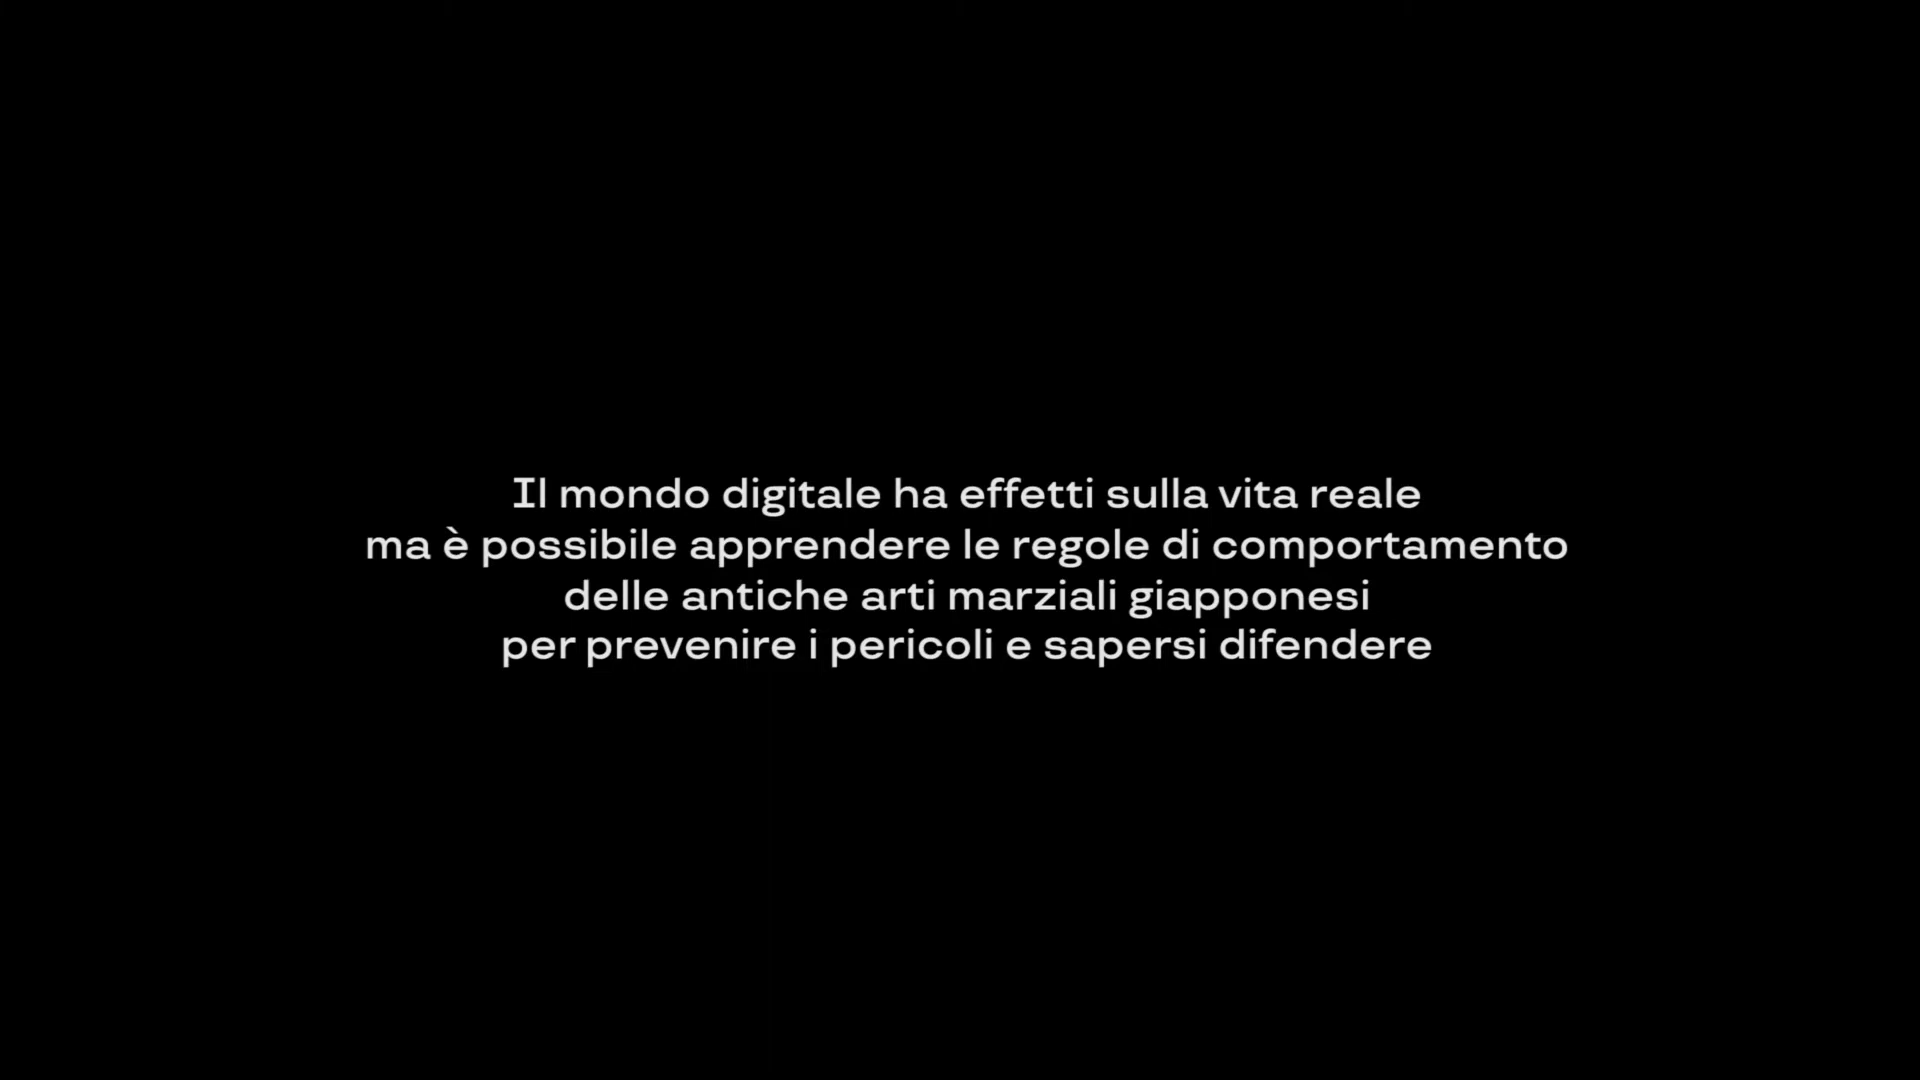 Il mondo digitale ha effetti sulla vita reale
ma è possibile apprendere le regole di comportamento
delle antiche arti marziali giapponesi
per prevenire i pericoli e sapersi difendere